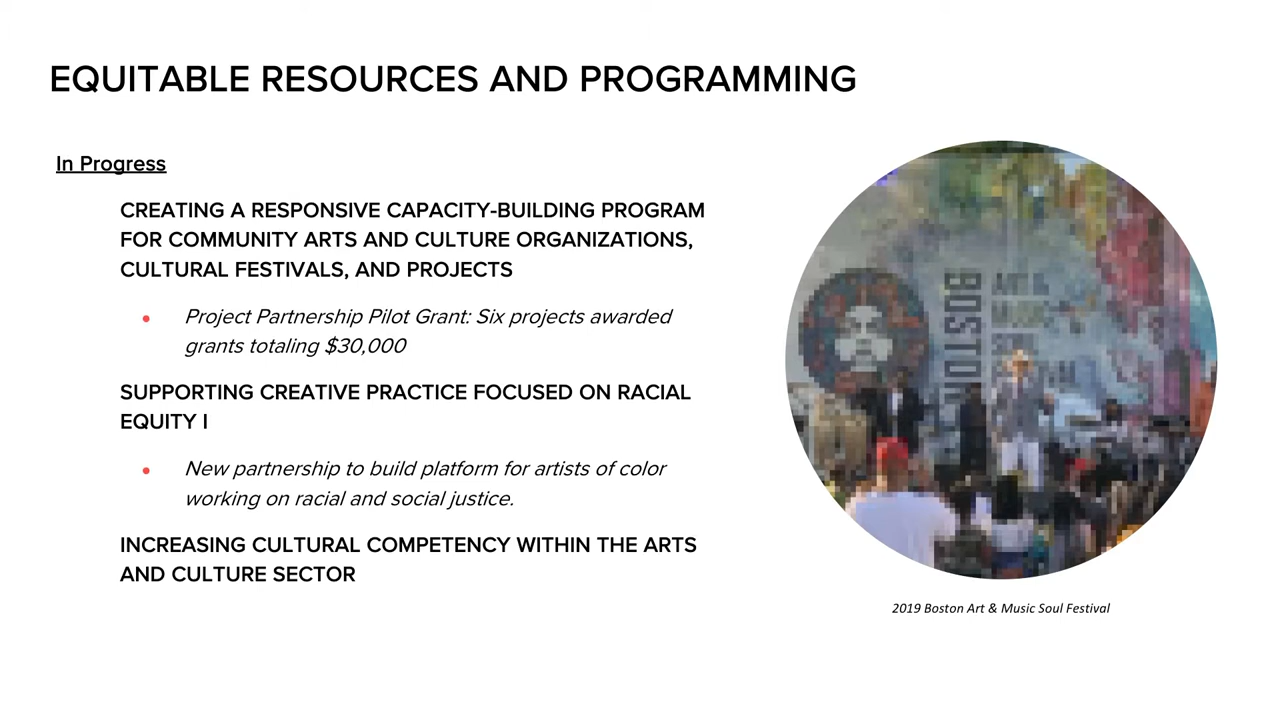 EQUITABLE RESOURCES AND PROGRAMMING
In Progress
CREATING A RESPONSIVE CAPACITY-BUILDING PROGRAM
FOR COMMUNITY ARTS AND CULTURE ORGANIZATIONS,
CULTURAL FESTIVALS, AND PROJECTS
• Project Partnership Pilot Grant: Six projects awarded
grants totaling $30,000
SUPPORTING CREATIVE PRACTICE FOCUSED ON RACIAL
EQUITY I
• New partnership to build platform for artists of color
working on racial and social justice.
INCREASING CULTURAL COMPETENCY WITHIN THE ARTS
AND CULTURE SECTOR
BOSTON
ART &
2019 Boston Art & Music Soul Festival